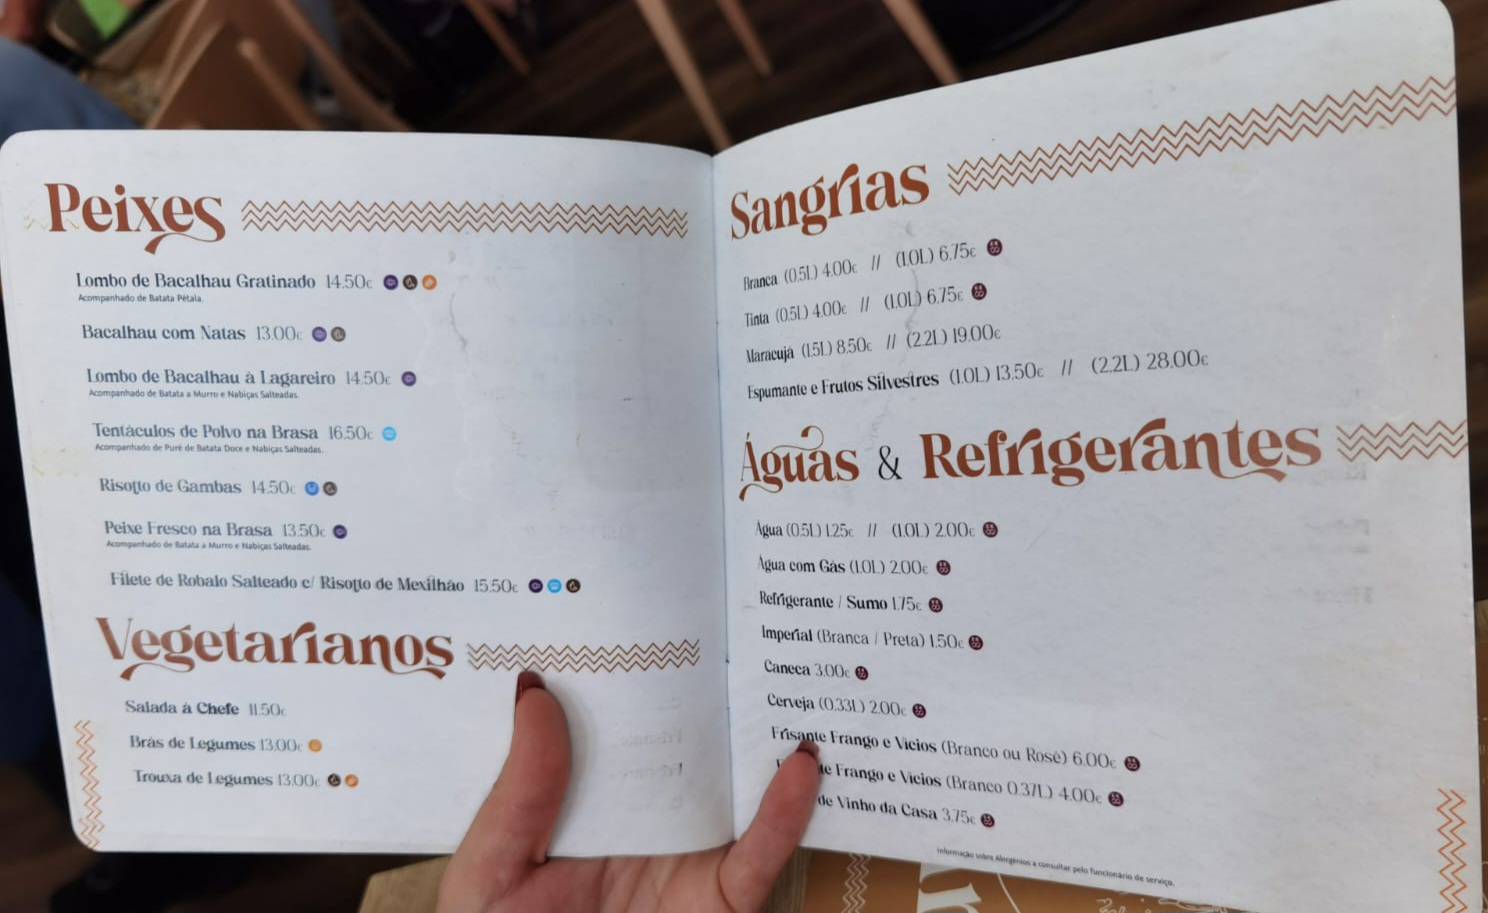 Peixes
Lombo de Bacalhau Gratinado 14.50€
Acompanhado de Batata Pétala.
Bacalhau com Natas 13.00€
Lombo de Bacalhau à Lagareiro 14.50€
Acompanhado de Batata a Murro e Nabiças Salteadas.
Tentáculos de Polvo na Brasa 16.50€
Acompanhado de Puré de Batata Doce e Nabiças Salteadas.
Risotto de Gambas 14.50€
Peixe Fresco na Brasa 13.50€
Acompanhado de Batata a Murro e Nabiças Salteadas.
Filete de Robalo Salteado c/ Risotto de Mexilhão 15.50€
Vegetarianos
Salada à Chefe 11.50€
Brás de Legumes 13.00€
Trouxa de Legumes 13.00€
Sangrias
Branca (0.5L) 4.00€ // (1.0L) 6.75€
Tinta (0.5L) 4.00€ // (1.0L) 6.75€
Maracujá (1.5L) 8.50€ // (2.2L) 19.00€
Espumante e Frutos Silvestres (1.0L) 13.50€ // (2.2L) 28.00€
Águas & Refrigerantes
Água (0.5L) 1.25€ // (1.0L) 2.00€
Água com Gás (1.0L) 2.00€
Refrigerante / Sumo 1.75€
Imperial (Branca / Preta) 1.50€
Caneca 3.00€
Cerveja (0.33L) 2.00€
Frisante Frango e Vicios (Branco ou Rosé) 6.00€
Frango e Vicios (Branco 0.37L) 4.00€
de Vinho da Casa 3.75€
Informação sobre Alergénios a consultar pelo funcionário de serviço.